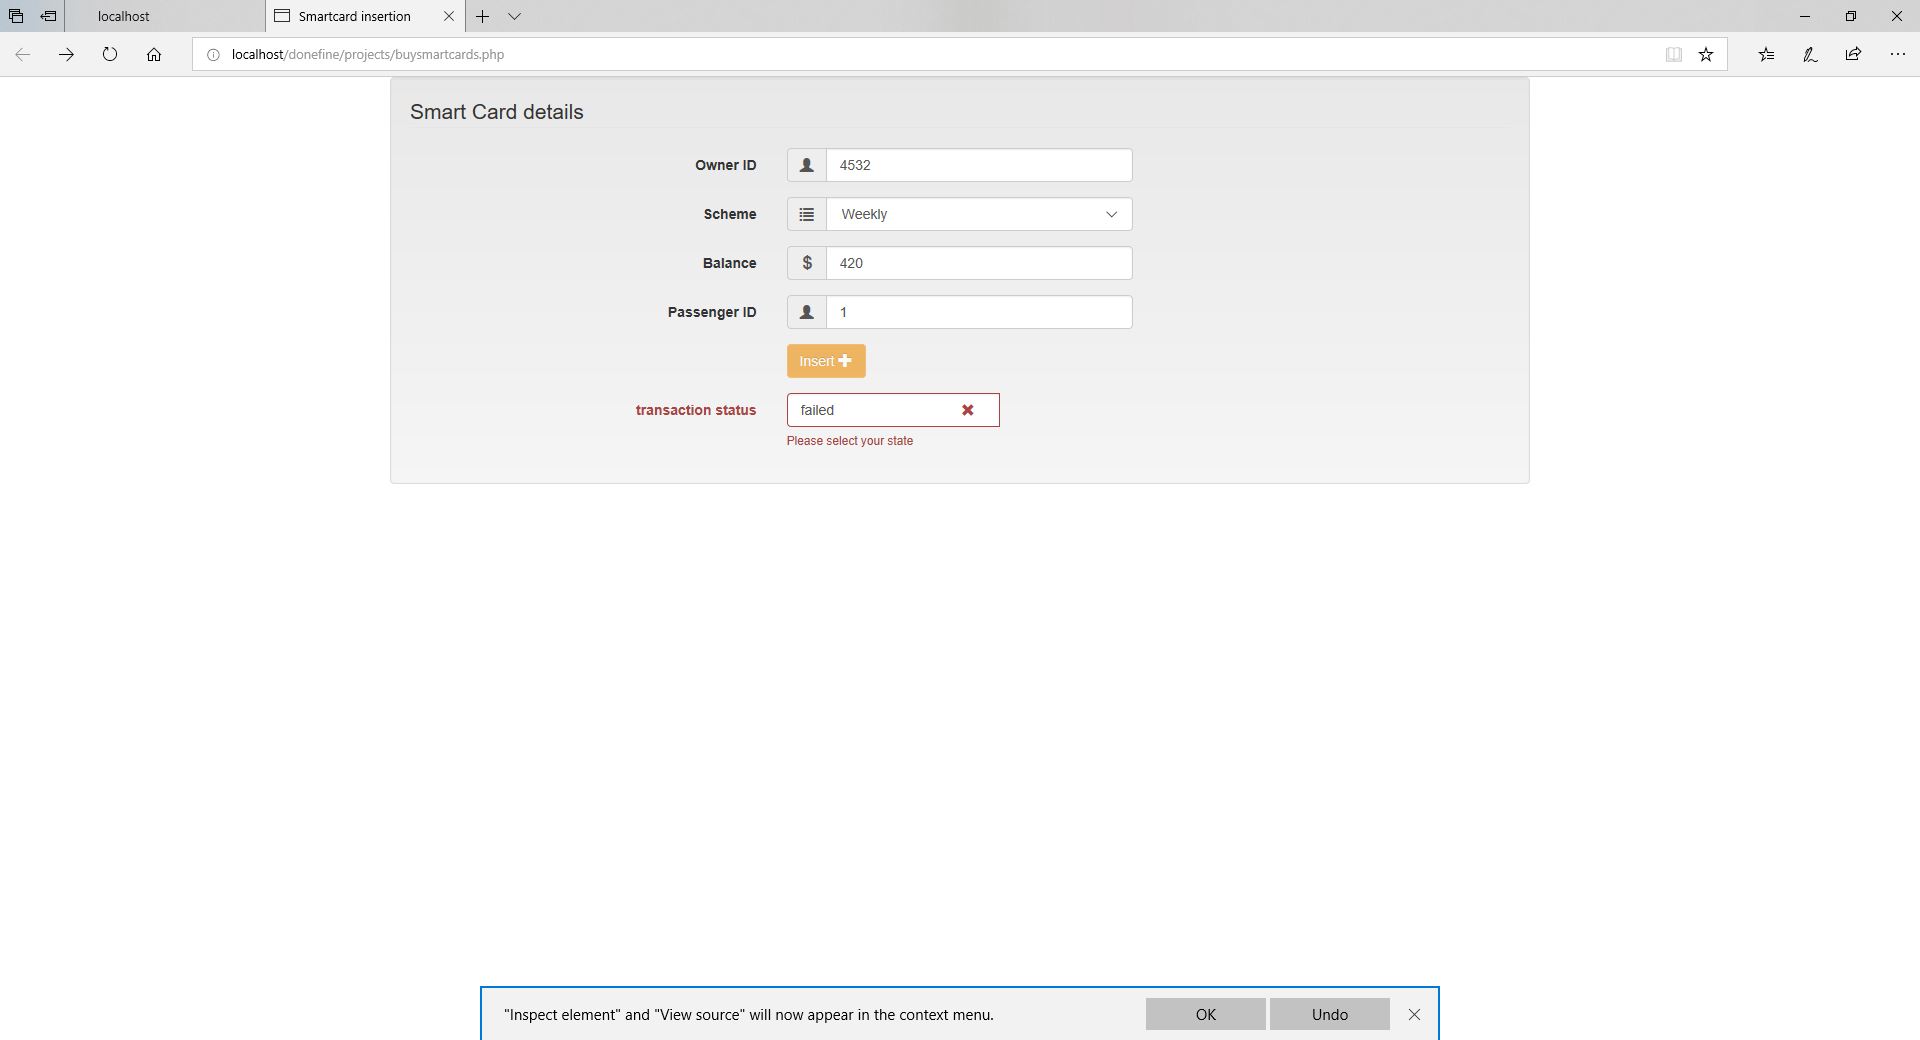 localhost
Smartcard insertion
localhost/donefine/projects/buysmartcards.php
Smart Card details
Owner ID
4532
Scheme
Weekly
Balance
$
420
Passenger ID
1
Insert
transaction status
failed
Please select your state
"Inspect element" and "View source" will now appear in the context menu.
OK
Undo